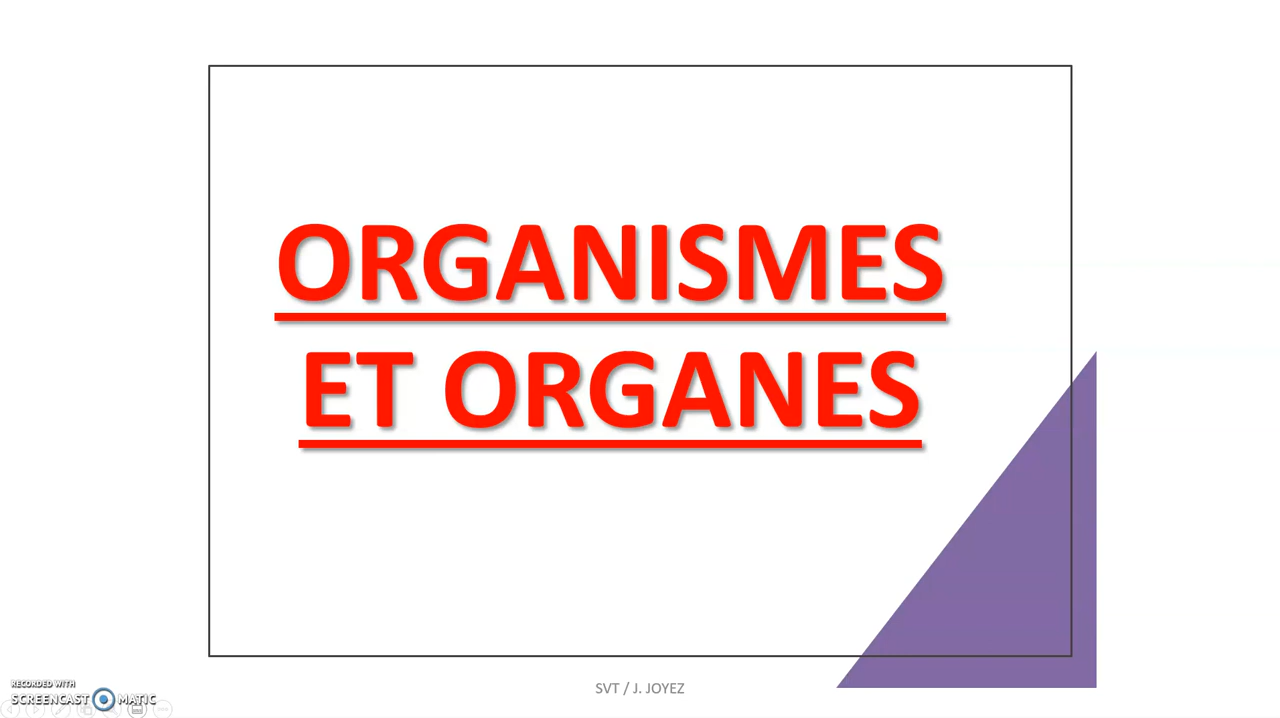 ORGANISMES
ET ORGANES
SVT / J. JOYEZ
RECORDED WITH
SCREENCAST MATIC